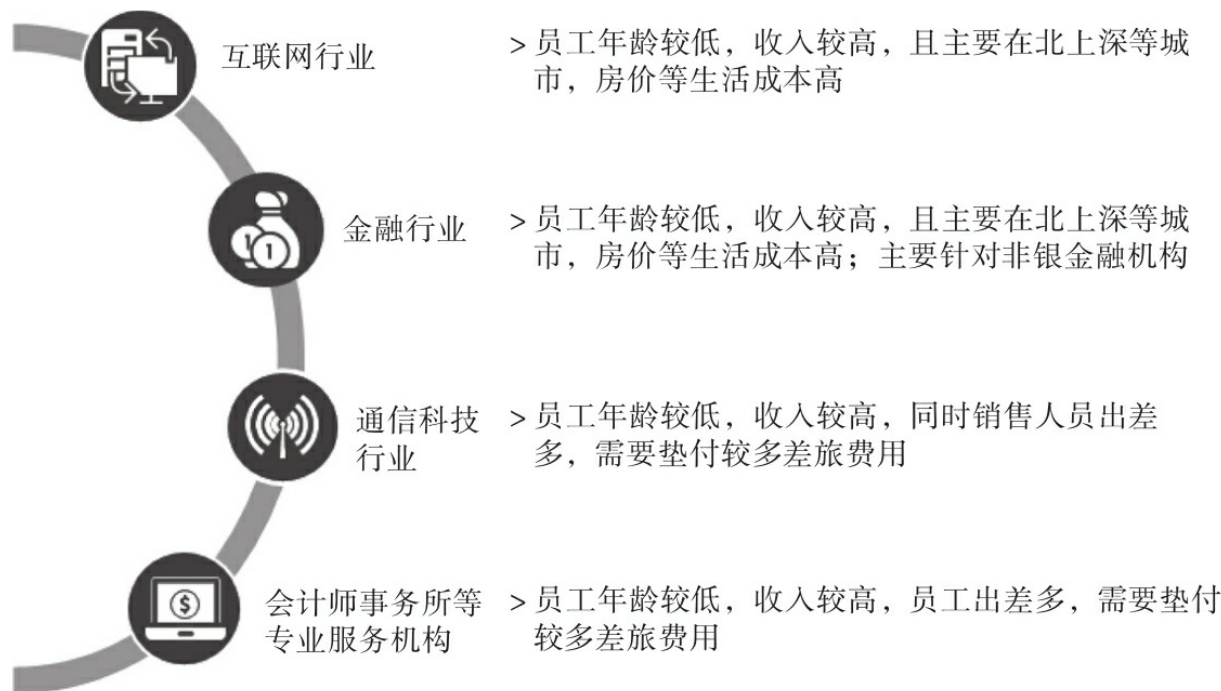 互联网行业
> 员工年龄较低，收入较高，且主要在北上深等城
市，房价等生活成本高
金融行业
> 员工年龄较低，收入较高，且主要在北上深等城
市，房价等生活成本高；主要针对非银金融机构
通信科技
行业
> 员工年龄较低，收入较高，同时销售人员出差
多，需要垫付较多差旅费用
会计师事务所等
专业服务机构
> 员工年龄较低，收入较高，员工出差多，需要垫付
较多差旅费用